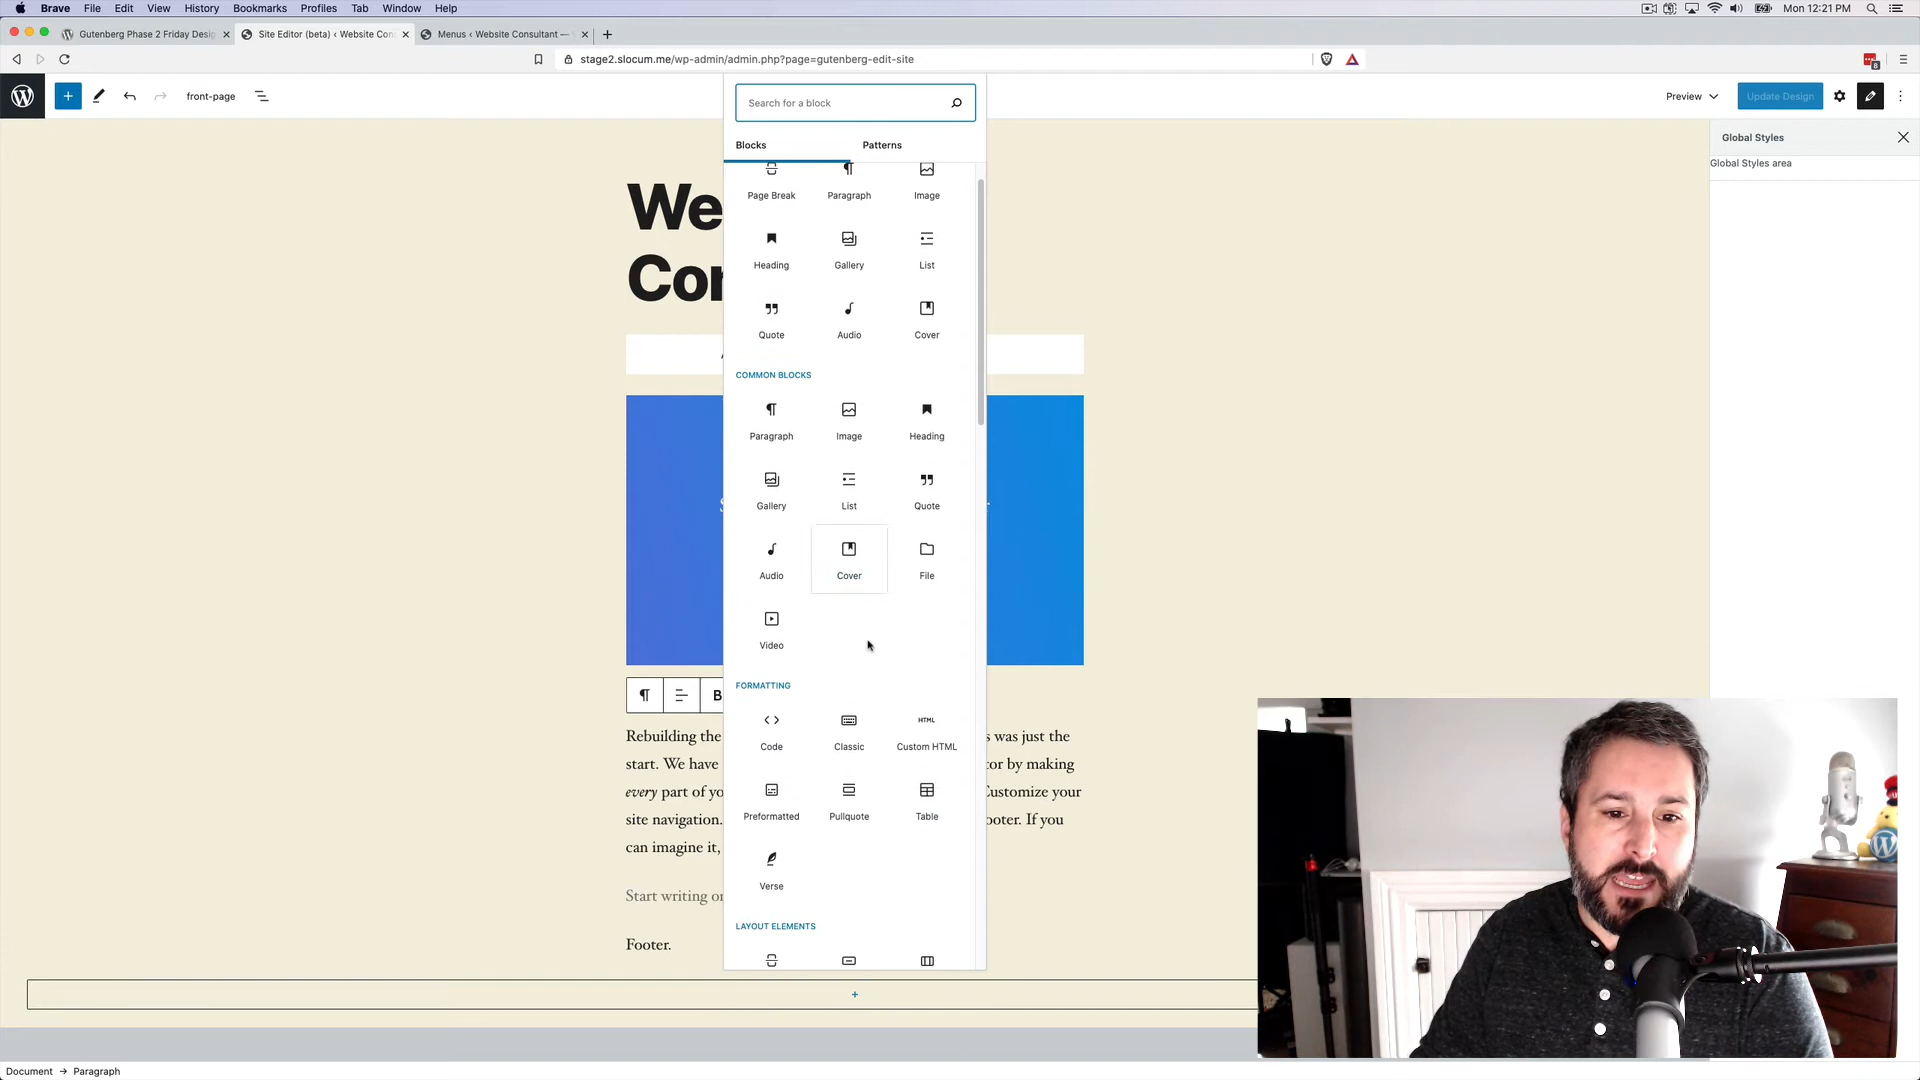 Brave File Edit View History Bookmarks Profiles Tab Window Help Mon 12:21 PM
Gutenberg Phase 2 Friday Desig Site Editor (beta) ‹ Website Con Menus ‹ Website Consultant —
stage2.slocum.me/wp-admin/admin.php?page=gutenberg-edit-site
front-page Preview Update Design
Search for a block
Blocks Patterns
Global Styles
Global Styles area
Page Break Paragraph Image
We
Heading Gallery List
Con
Quote Audio Cover
COMMON BLOCKS
Paragraph Image Heading
Gallery List Quote
Audio Cover File
Video
FORMATTING
B
Code Classic Custom HTML
Preformatted Pullquote Table
Verse
LAYOUT ELEMENTS
Rebuilding the s was just the
start. We have tor by making
every part of yo Customize your
site navigation. ooter. If you
can imagine it,
Start writing or
Footer.
Document → Paragraph